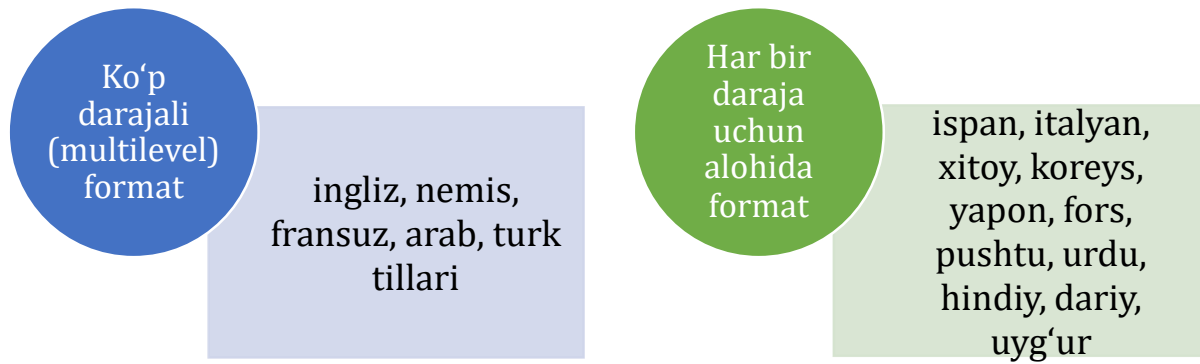 Ko‘p
darajali
(multilevel)
format
ingliz, nemis,
fransuz, arab, turk
tillari
Har bir
daraja
uchun
alohida
format
ispan, italyan,
xitoy, koreys,
yapon, fors,
pushtu, urdu,
hindiy, dariy,
uyg‘ur